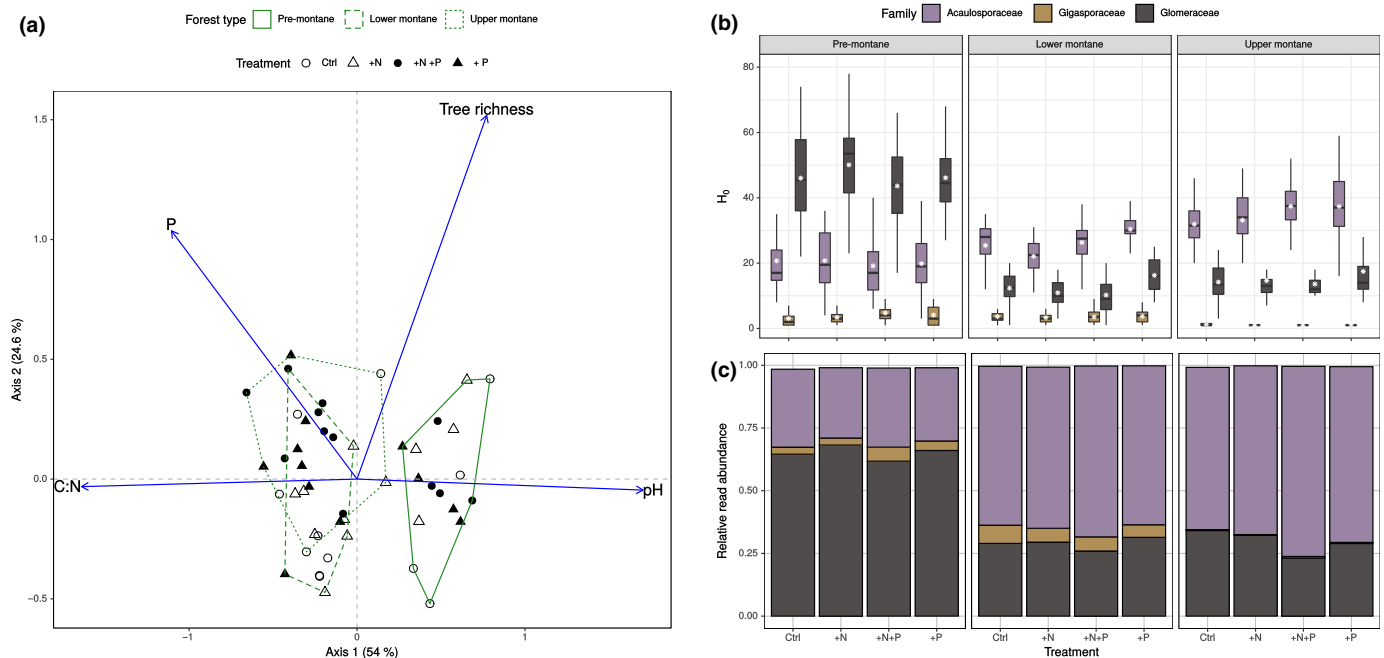 (a)
Forest type Pre-montane Lower montane Upper montane
Treatment Ctrl +N +N +P + P
Tree richness
P
C:N
pH
1.5
1.0
0.5
0.0
−0.5
−1 0 1
Axis 2 (24.6 %)
Axis 1 (54 %)
(b)
Family Acaulosporaceae Gigasporaceae Glomeraceae
Pre-montane Lower montane Upper montane
80
60
40
20
0
H0
(c)
1.00
0.75
0.50
0.25
0.00
Relative read abundance
Ctrl +N +N+P +P Ctrl +N +N+P +P Ctrl +N +N+P +P
Treatment